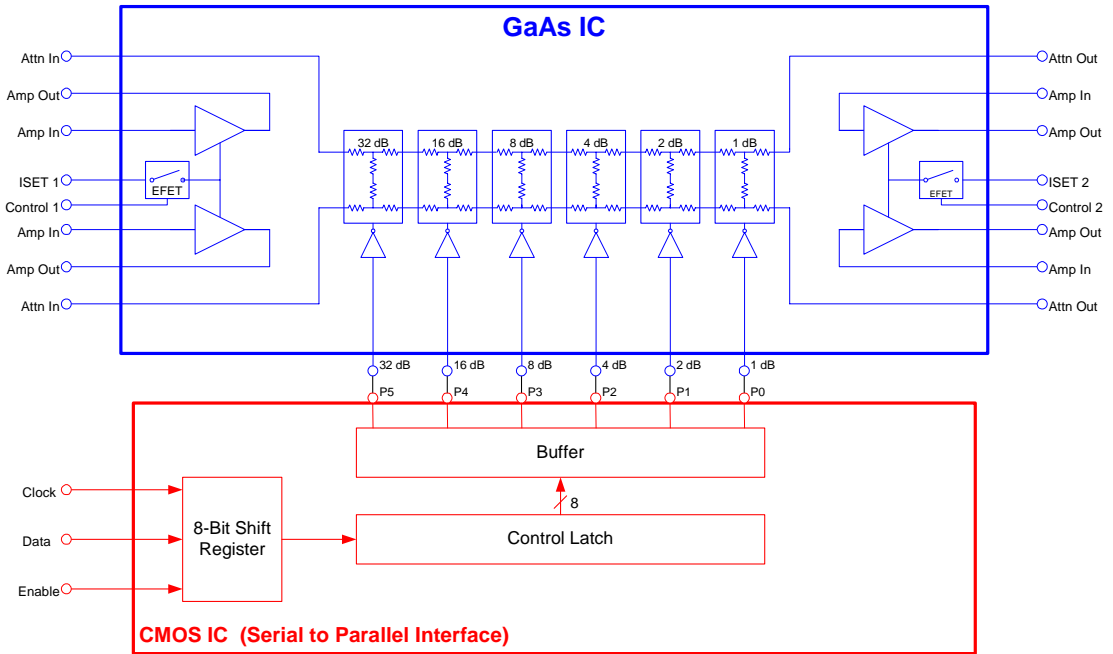 GaAs IC
Attn In
Attn Out
Amp Out
Amp In
Amp In
Amp Out
32 dB
16 dB
8 dB
4 dB
2 dB
1 dB
ISET 1
EFET
EFET
ISET 2
Control 1
Control 2
Amp In
Amp Out
Amp Out
Amp In
Attn In
Attn Out
32 dB
16 dB
8 dB
4 dB
2 dB
1 dB
P5
P4
P3
P2
P1
P0
Buffer
Clock
8
8-Bit Shift
Register
Control Latch
Data
Enable
CMOS IC (Serial to Parallel Interface)